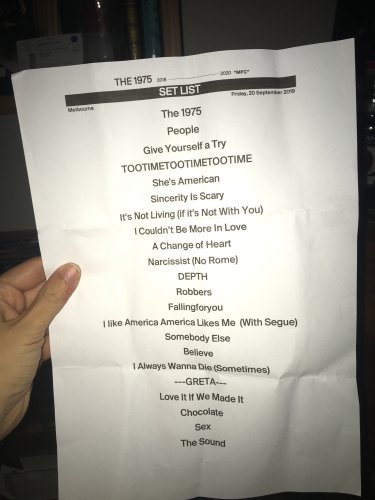 THE 1975 2018 2020 "MFC"
SET LIST
Melbourne Friday, 20 September 2019
The 1975
People
Give Yourself a Try
TOOTIMETOOTIMETOOTIME
She's American
Sincerity Is Scary
It's Not Living (if it's Not With You)
I Couldn't Be More In Love
A Change of Heart
Narcissist (No Rome)
DEPTH
Robbers
Fallingforyou
I like America America Likes Me (With Segue)
Somebody Else
Believe
I Always Wanna Die (Sometimes)
---GRETA---
Love It If We Made It
Chocolate
Sex
The Sound